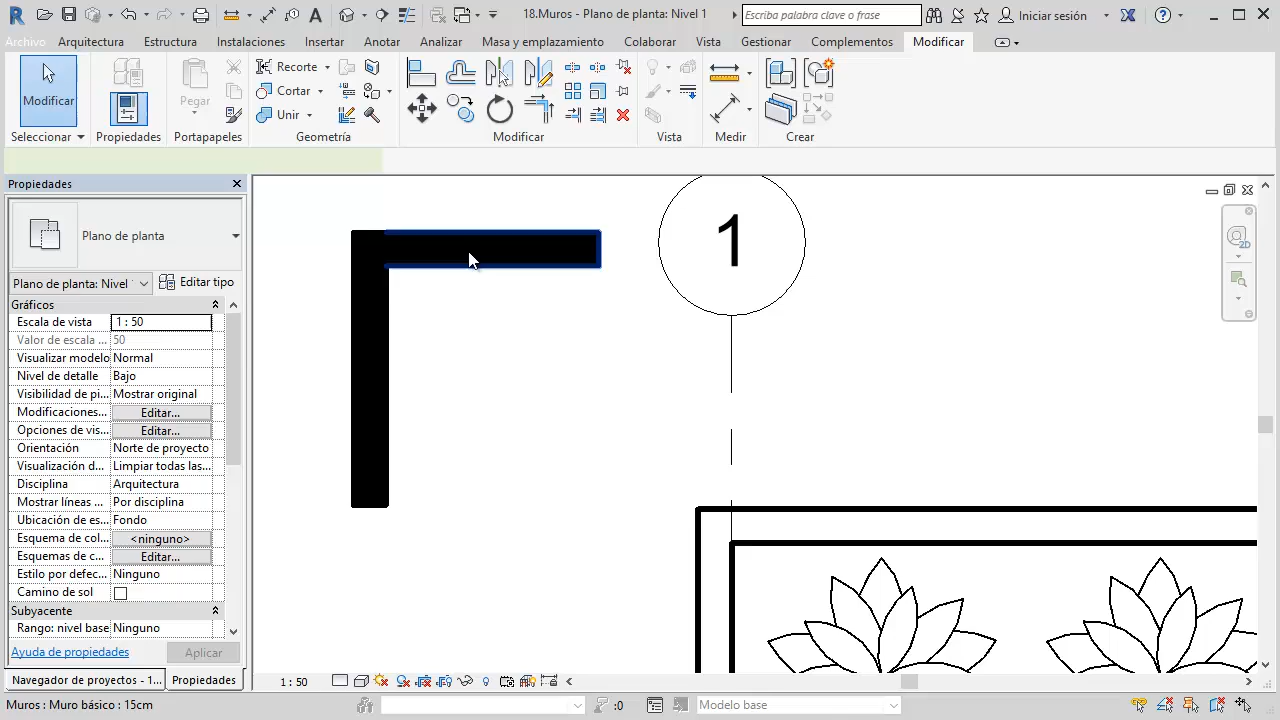 18.Muros - Plano de planta: Nivel 1
Escriba palabra clave o frase
Iniciar sesión
Archivo
Arquitectura
Estructura
Instalaciones
Insertar
Anotar
Analizar
Masa y emplazamiento
Colaborar
Vista
Gestionar
Complementos
Modificar
Modificar
Propiedades
Pegar
Recorte
Cortar
Unir
Seleccionar
Propiedades
Portapapeles
Geometría
Modificar
Vista
Medir
Crear
Propiedades
Plano de planta
Plano de planta: Nivel
Editar tipo
Gráficos
Escala de vista 1 : 50
Valor de escala ... 50
Visualizar modelo Normal
Nivel de detalle Bajo
Visibilidad de pi... Mostrar original
Modificaciones... Editar...
Opciones de vis... Editar...
Orientación Norte de proyecto
Visualización d... Limpiar todas las...
Disciplina Arquitectura
Mostrar líneas ... Por disciplina
Ubicación de es... Fondo
Esquema de col... <ninguno>
Esquemas de c... Editar...
Estilo por defec... Ninguno
Camino de sol
Subyacente
Rango: nivel base Ninguno
Ayuda de propiedades
Aplicar
Navegador de proyectos - 1...
Propiedades
1
2D
1 : 50
Muros : Muro básico : 15cm
:0
Modelo base